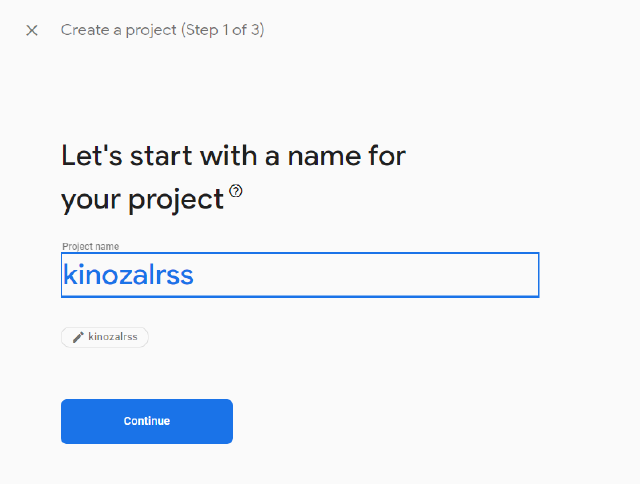 Create a project (Step 1 of 3)
Let's start with a name for
your project
Project name
kinozalrss
kinozalrss
Continue